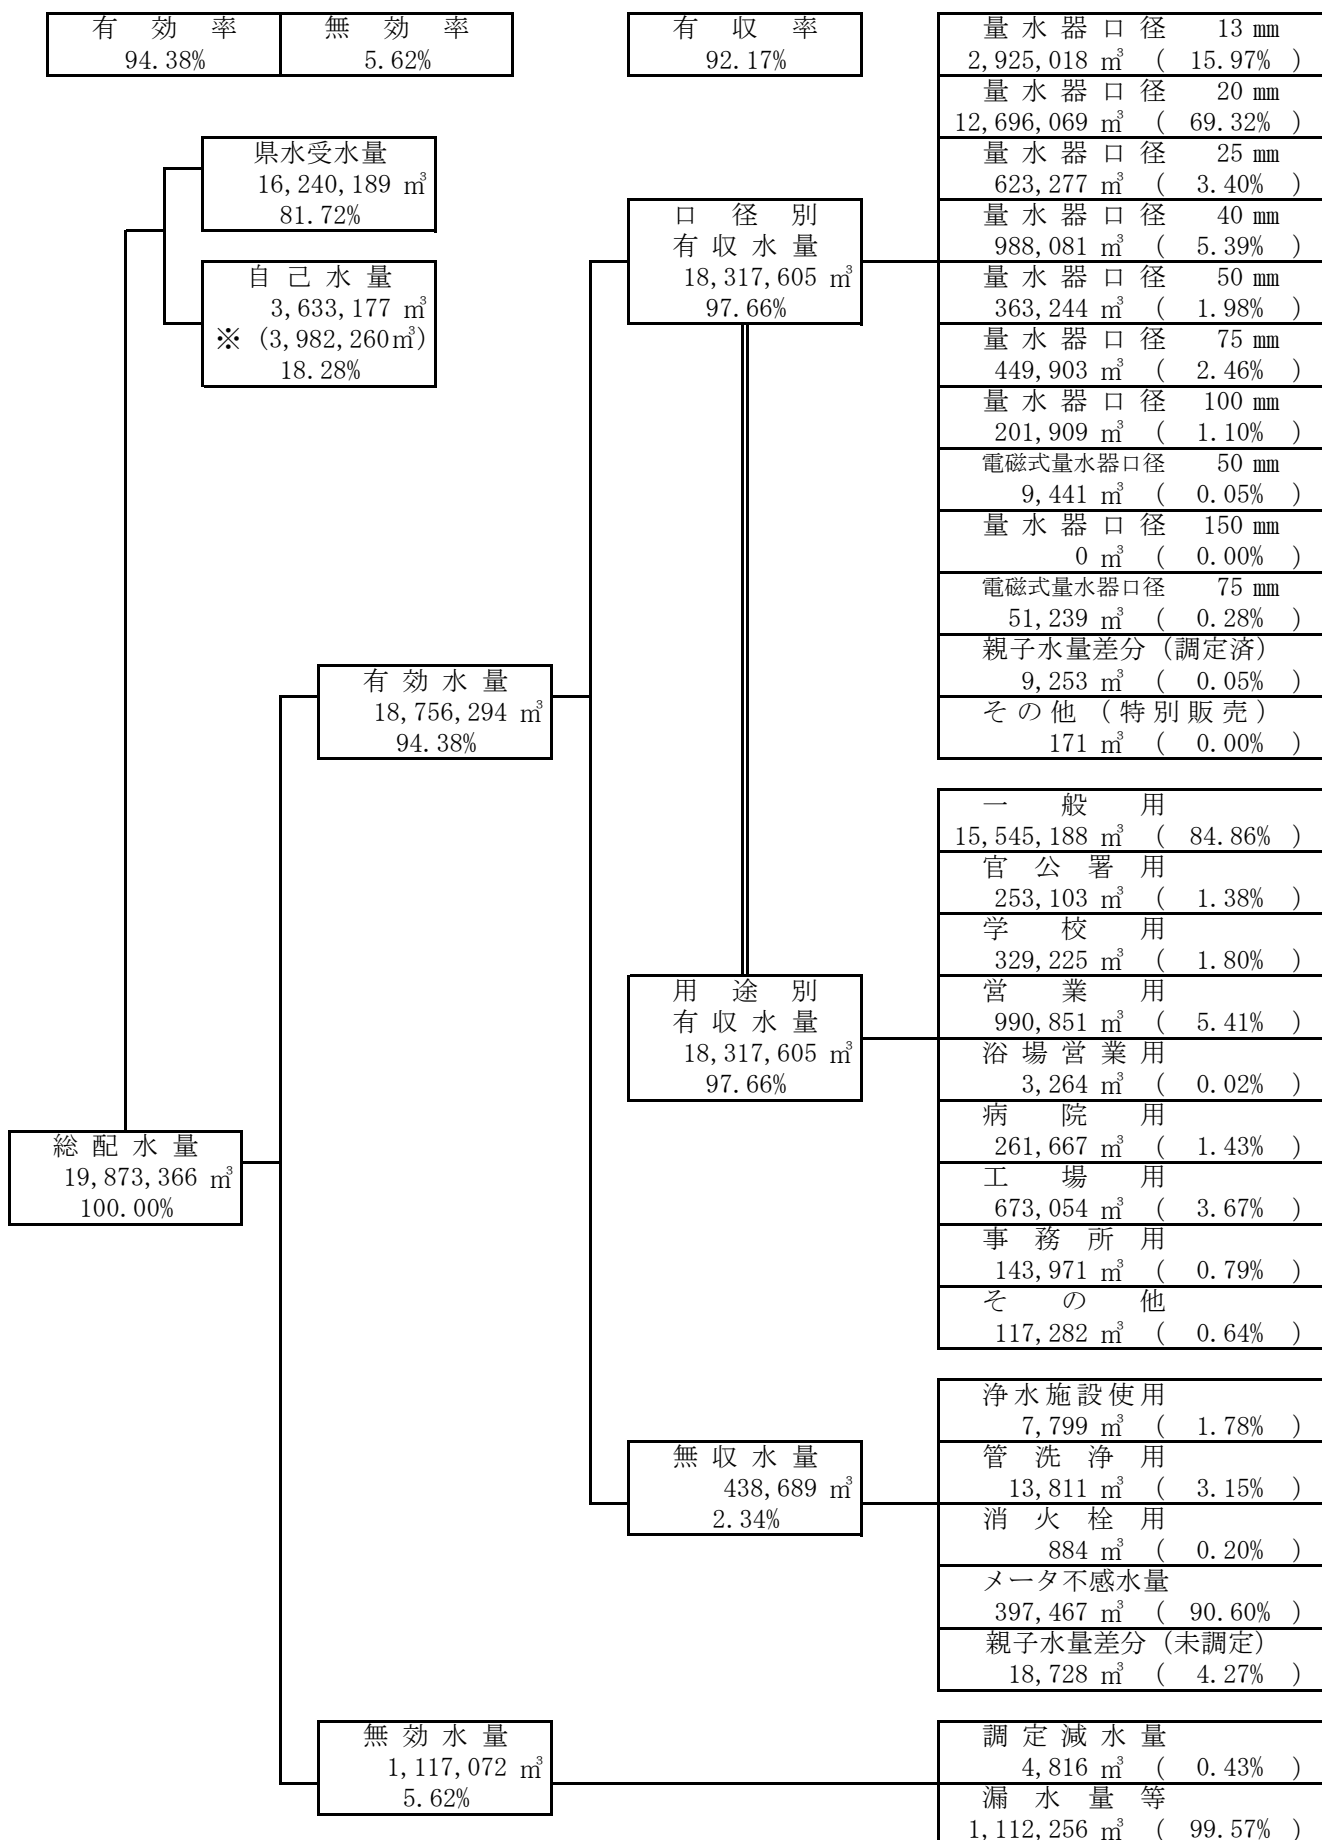 有効率
94.38%
無効率
5.62%
有収率
92.17%
県水受水量
16,240,189 ㎥
81.72%
自己水量
3,633,177 ㎥
※ (3,982,260㎥)
18.28%
総配水量
19,873,366 ㎥
100.00%
有効水量
18,756,294 ㎥
94.38%
無効水量
1,117,072 ㎥
5.62%
口径別
有収水量
18,317,605 ㎥
97.66%
用途別
有収水量
18,317,605 ㎥
97.66%
無収水量
438,689 ㎥
2.34%
量水器口径 13 ㎜
2,925,018 ㎥ ( 15.97% )
量水器口径 20 ㎜
12,696,069 ㎥ ( 69.32% )
量水器口径 25 ㎜
623,277 ㎥ ( 3.40% )
量水器口径 40 ㎜
988,081 ㎥ ( 5.39% )
量水器口径 50 ㎜
363,244 ㎥ ( 1.98% )
量水器口径 75 ㎜
449,903 ㎥ ( 2.46% )
量水器口径 100 ㎜
201,909 ㎥ ( 1.10% )
電磁式量水器口径 50 ㎜
9,441 ㎥ ( 0.05% )
量水器口径 150 ㎜
0 ㎥ ( 0.00% )
電磁式量水器口径 75 ㎜
51,239 ㎥ ( 0.28% )
親子水量差分（調定済）
9,253 ㎥ ( 0.05% )
その他（特別販売）
171 ㎥ ( 0.00% )
一般用
15,545,188 ㎥ ( 84.86% )
官公署用
253,103 ㎥ ( 1.38% )
学校用
329,225 ㎥ ( 1.80% )
営業用
990,851 ㎥ ( 5.41% )
浴場営業用
3,264 ㎥ ( 0.02% )
病院用
261,667 ㎥ ( 1.43% )
工場用
673,054 ㎥ ( 3.67% )
事務所用
143,971 ㎥ ( 0.79% )
その他
117,282 ㎥ ( 0.64% )
浄水施設使用
7,799 ㎥ ( 1.78% )
管洗浄用
13,811 ㎥ ( 3.15% )
消火栓用
884 ㎥ ( 0.20% )
メータ不感水量
397,467 ㎥ ( 90.60% )
親子水量差分（未調定）
18,728 ㎥ ( 4.27% )
調定減水量
4,816 ㎥ ( 0.43% )
漏水量等
1,112,256 ㎥ ( 99.57% )